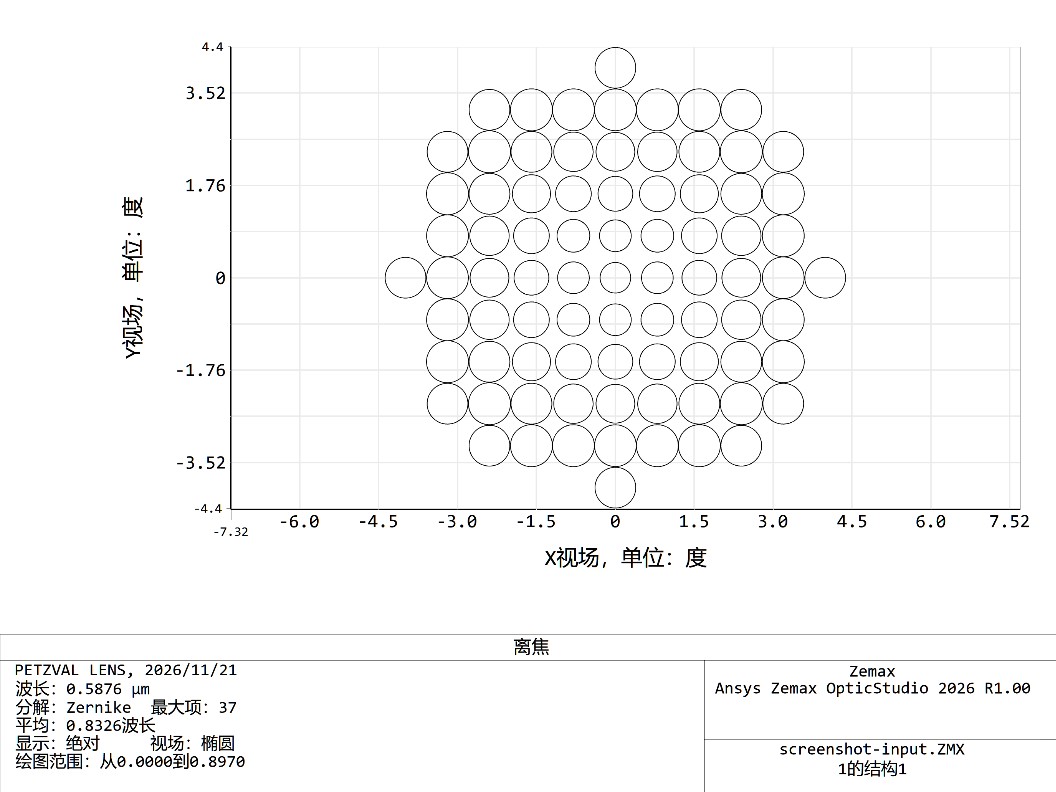 4.4
3.52
1.76
0
-1.76
-3.52
-4.4
Y视场，单位：度
-7.32
-6.0 -4.5 -3.0 -1.5 0 1.5 3.0 4.5 6.0 7.52
X视场，单位：度
离焦
PETZVAL LENS, 2026/11/21
波长：0.5876 µm
分解：Zernike 最大项：37
平均：0.8326波长
显示：绝对 视场：椭圆
绘图范围：从0.0000到0.8970
Zemax
Ansys Zemax OpticStudio 2026 R1.00
screenshot-input.ZMX
1的结构1